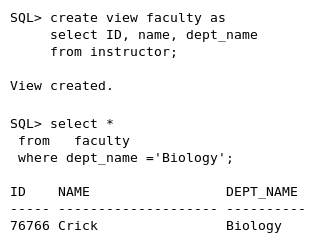 SQL> create view faculty as
     select ID, name, dept_name
     from instructor;

View created.

SQL> select *
 from   faculty
 where dept_name ='Biology';

ID    NAME                 DEPT_NAME
----- -------------------- ----------
76766 Crick                Biology